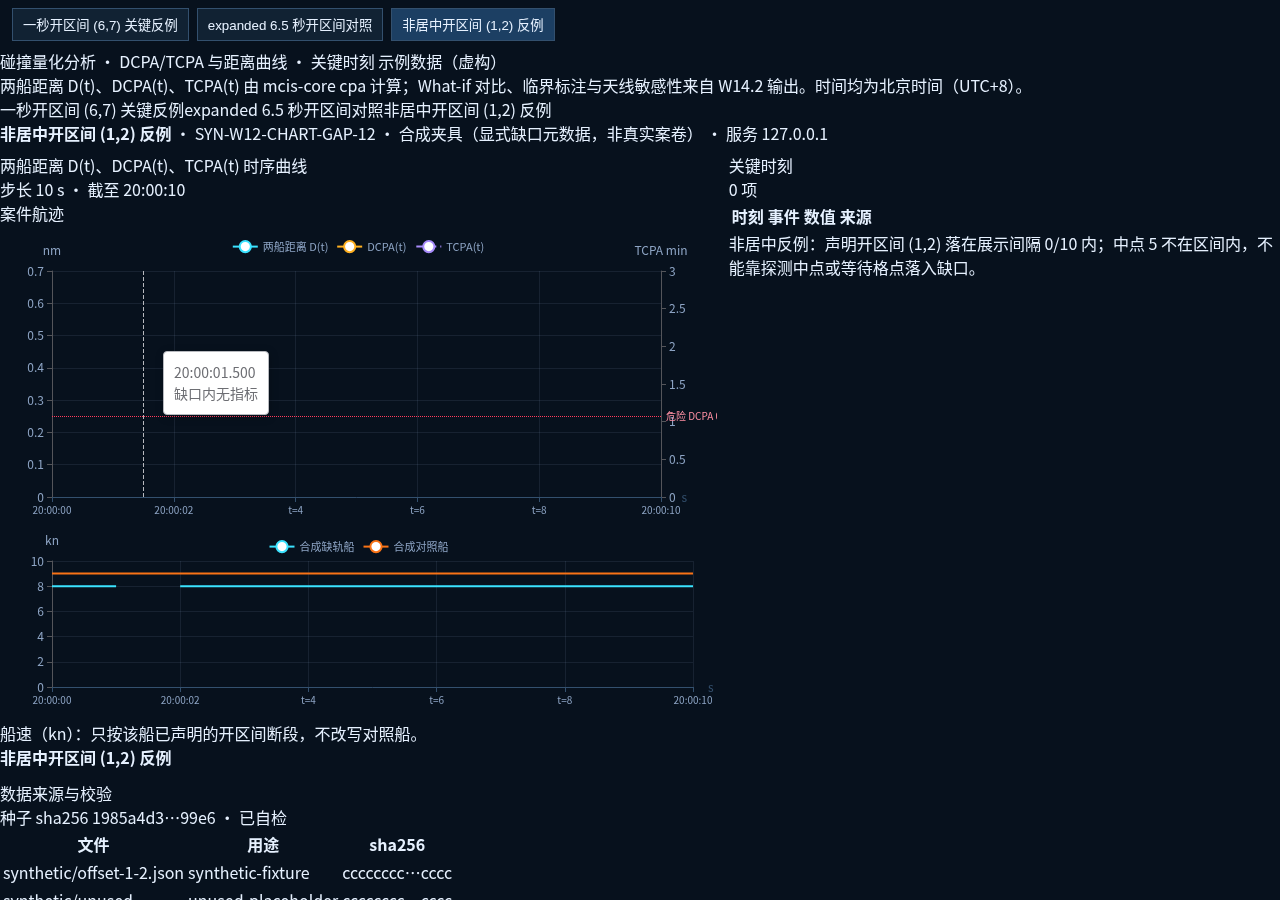 一秒开区间 (6,7) 关键反例
expanded 6.5 秒开区间对照
非居中开区间 (1,2) 反例
碰撞量化分析 · DCPA/TCPA 与距离曲线 · 关键时刻 示例数据（虚构）
两船距离 D(t)、DCPA(t)、TCPA(t) 由 mcis-core cpa 计算；What-if 对比、临界标注与天线敏感性来自 W14.2 输出。时间均为北京时间（UTC+8）。
一秒开区间 (6,7) 关键反例expanded 6.5 秒开区间对照非居中开区间 (1,2) 反例
非居中开区间 (1,2) 反例 · SYN-W12-CHART-GAP-12 · 合成夹具（显式缺口元数据，非真实案卷） · 服务 127.0.0.1
两船距离 D(t)、DCPA(t)、TCPA(t) 时序曲线
步长 10 s · 截至 20:00:10
案件航迹
nm
两船距离 D(t)
DCPA(t)
TCPA(t)
TCPA min
0.7
0.6
0.5
0.4
0.3
0.2
0.1
0
3
2.5
2
1.5
1
0.5
0
s
20:00:01.500
缺口内无指标
危险 DCPA
20:00:00
20:00:02
t=4
t=6
t=8
20:00:10
kn
合成缺轨船
合成对照船
10
8
6
4
2
0
s
20:00:00
20:00:02
t=4
t=6
t=8
20:00:10
船速（kn）：只按该船已声明的开区间断段，不改写对照船。
非居中开区间 (1,2) 反例
关键时刻
0 项
时刻 事件 数值 来源
非居中反例：声明开区间 (1,2) 落在展示间隔 0/10 内；中点 5 不在区间内，不
能靠探测中点或等待格点落入缺口。
数据来源与校验
种子 sha256 1985a4d3…99e6 · 已自检
文件 用途 sha256
synthetic/offset-1-2.json synthetic-fixture cccccccc…cccc
synthetic/unused unused-placeholder cccccccc…cccc